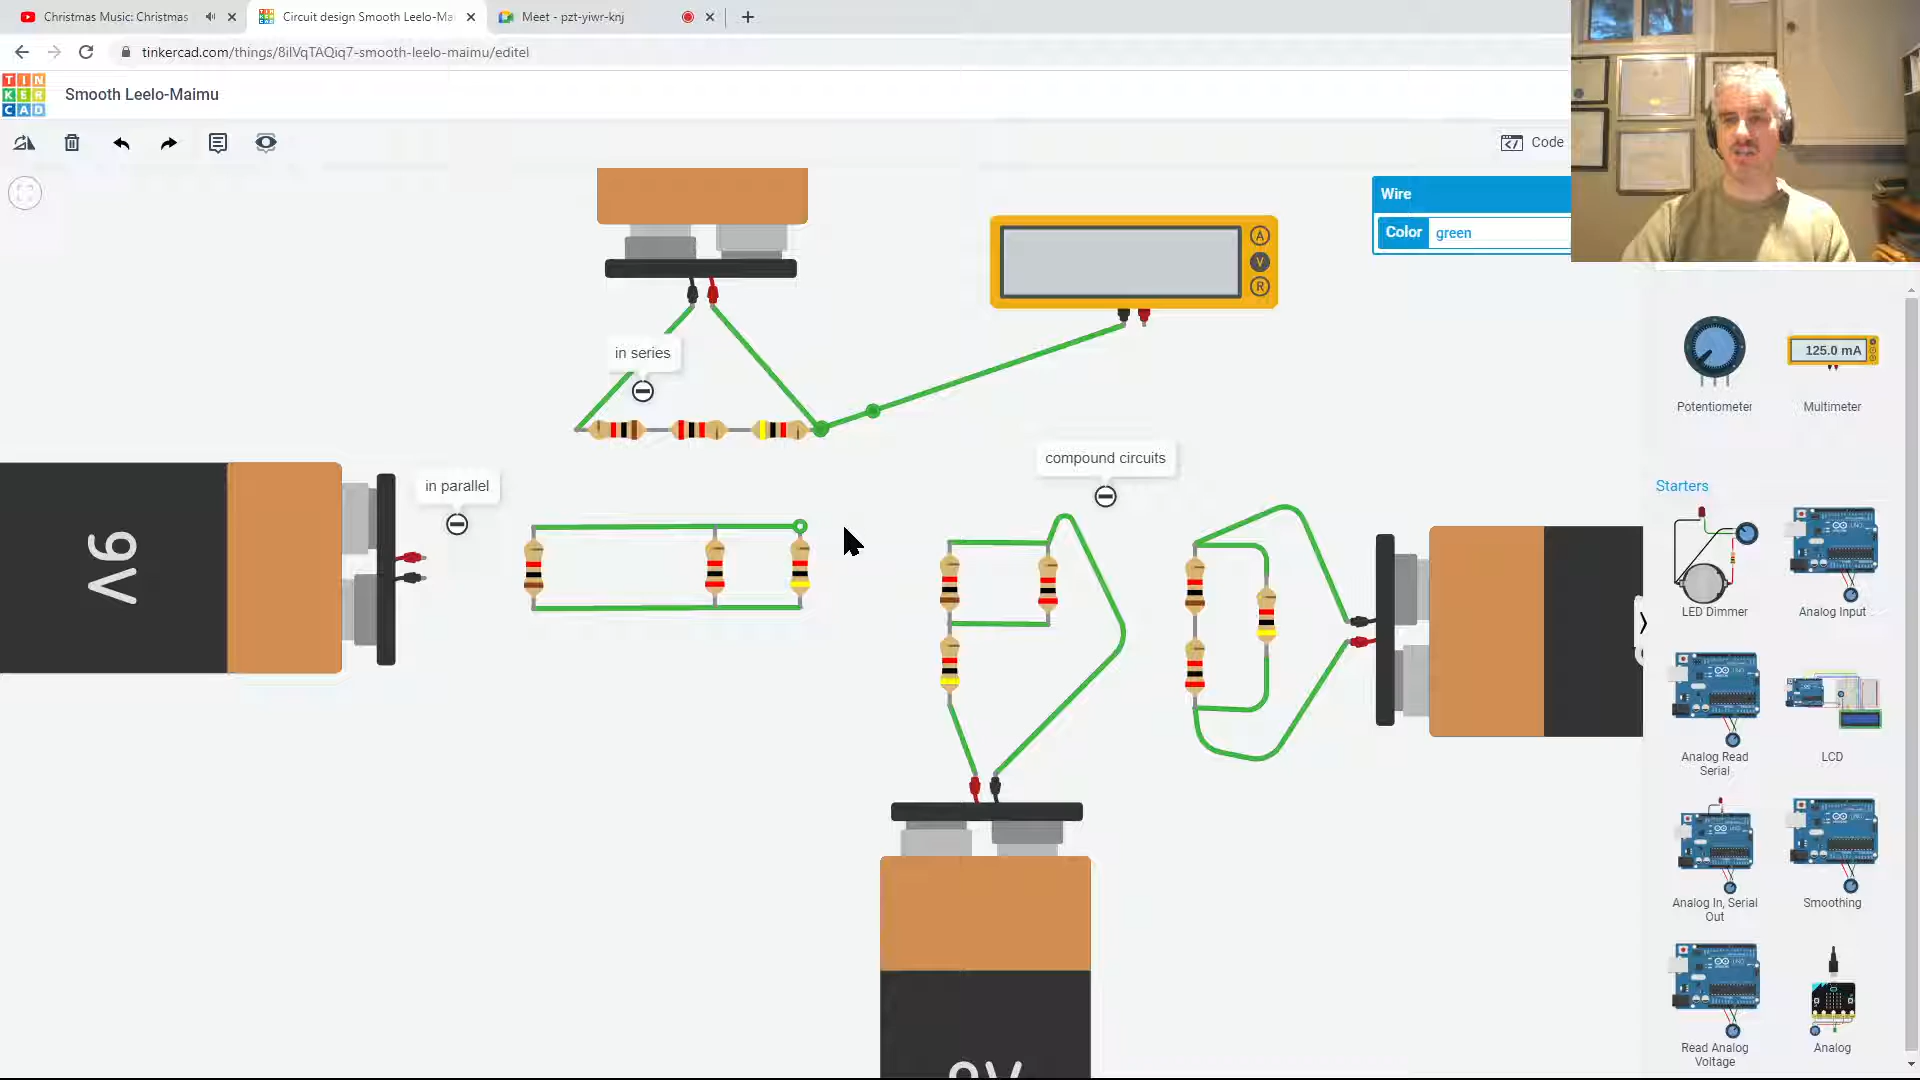 Christmas Music: Christmas
Circuit design Smooth Leelo-Ma
Meet - pzt-yiwr-knj
tinkercad.com/things/8ilVqTAQiq7-smooth-leelo-maimu/editel
TIN
KER
CAD
Smooth Leelo-Maimu
Code
Wire
Color green
A
V
R
in series
125.0 mA
Potentiometer
Multimeter
compound circuits
in parallel
Starters
9V
LED Dimmer
Analog Input
Analog Read
Serial
LCD
Analog In, Serial
Out
Smoothing
Read Analog
Voltage
Analog
9V